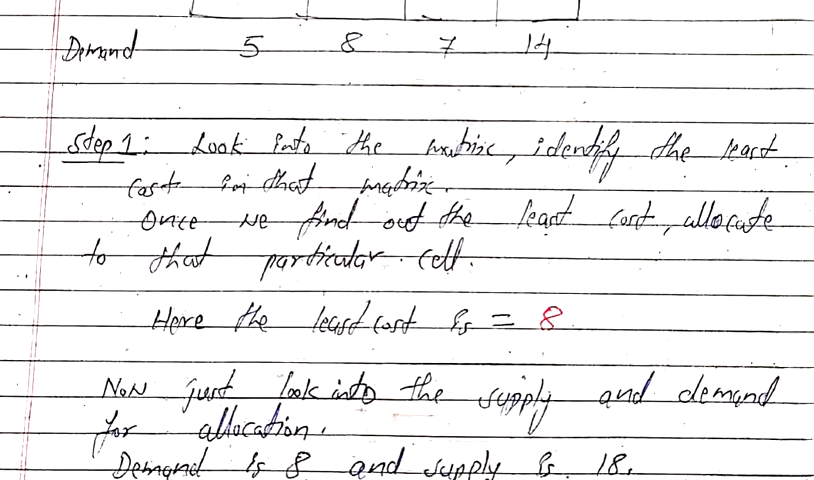 Demand 5 8 7 14
Step 1: Look into the matrix, identify the least
cost in that matrix.
Once we find out the least cost, allocate
to that particular cell.
Here the least cost is = 8
Now just look into the supply and demand
for allocation.
Demand is 8 and supply is 18.